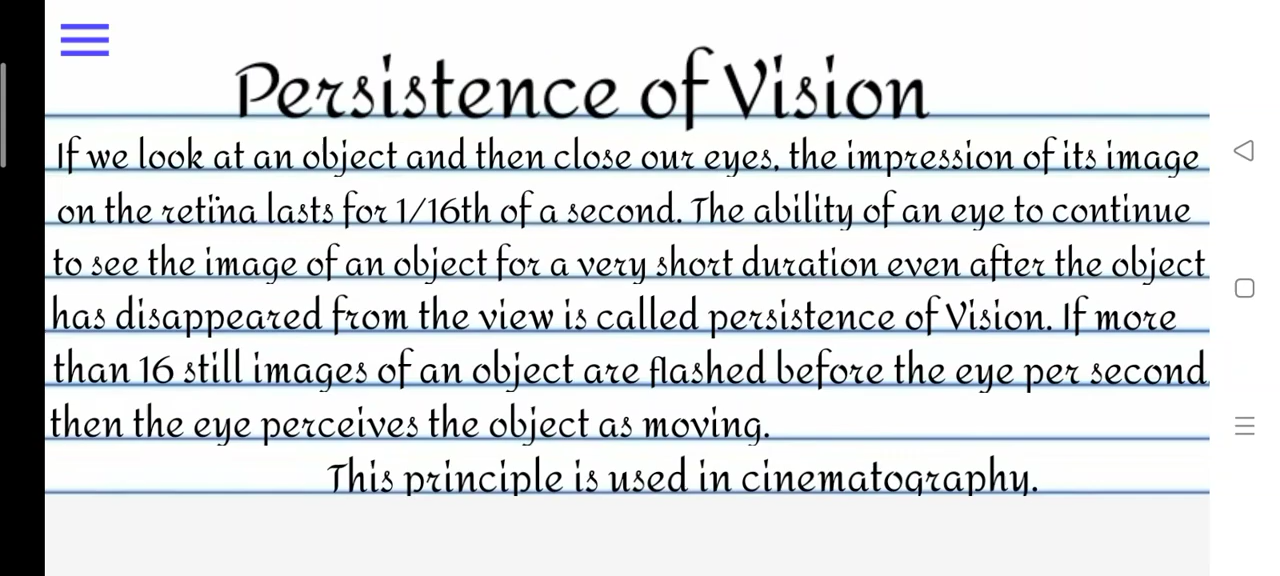 Persistence of Vision
If we look at an object and then close our eyes, the impression of its image
on the retina lasts for 1/16th of a second. The ability of an eye to continue
to see the image of an object for a very short duration even after the object
has disappeared from the view is called persistence of Vision. If more
than 16 still images of an object are flashed before the eye per second
then the eye perceives the object as moving.
This principle is used in cinematography.